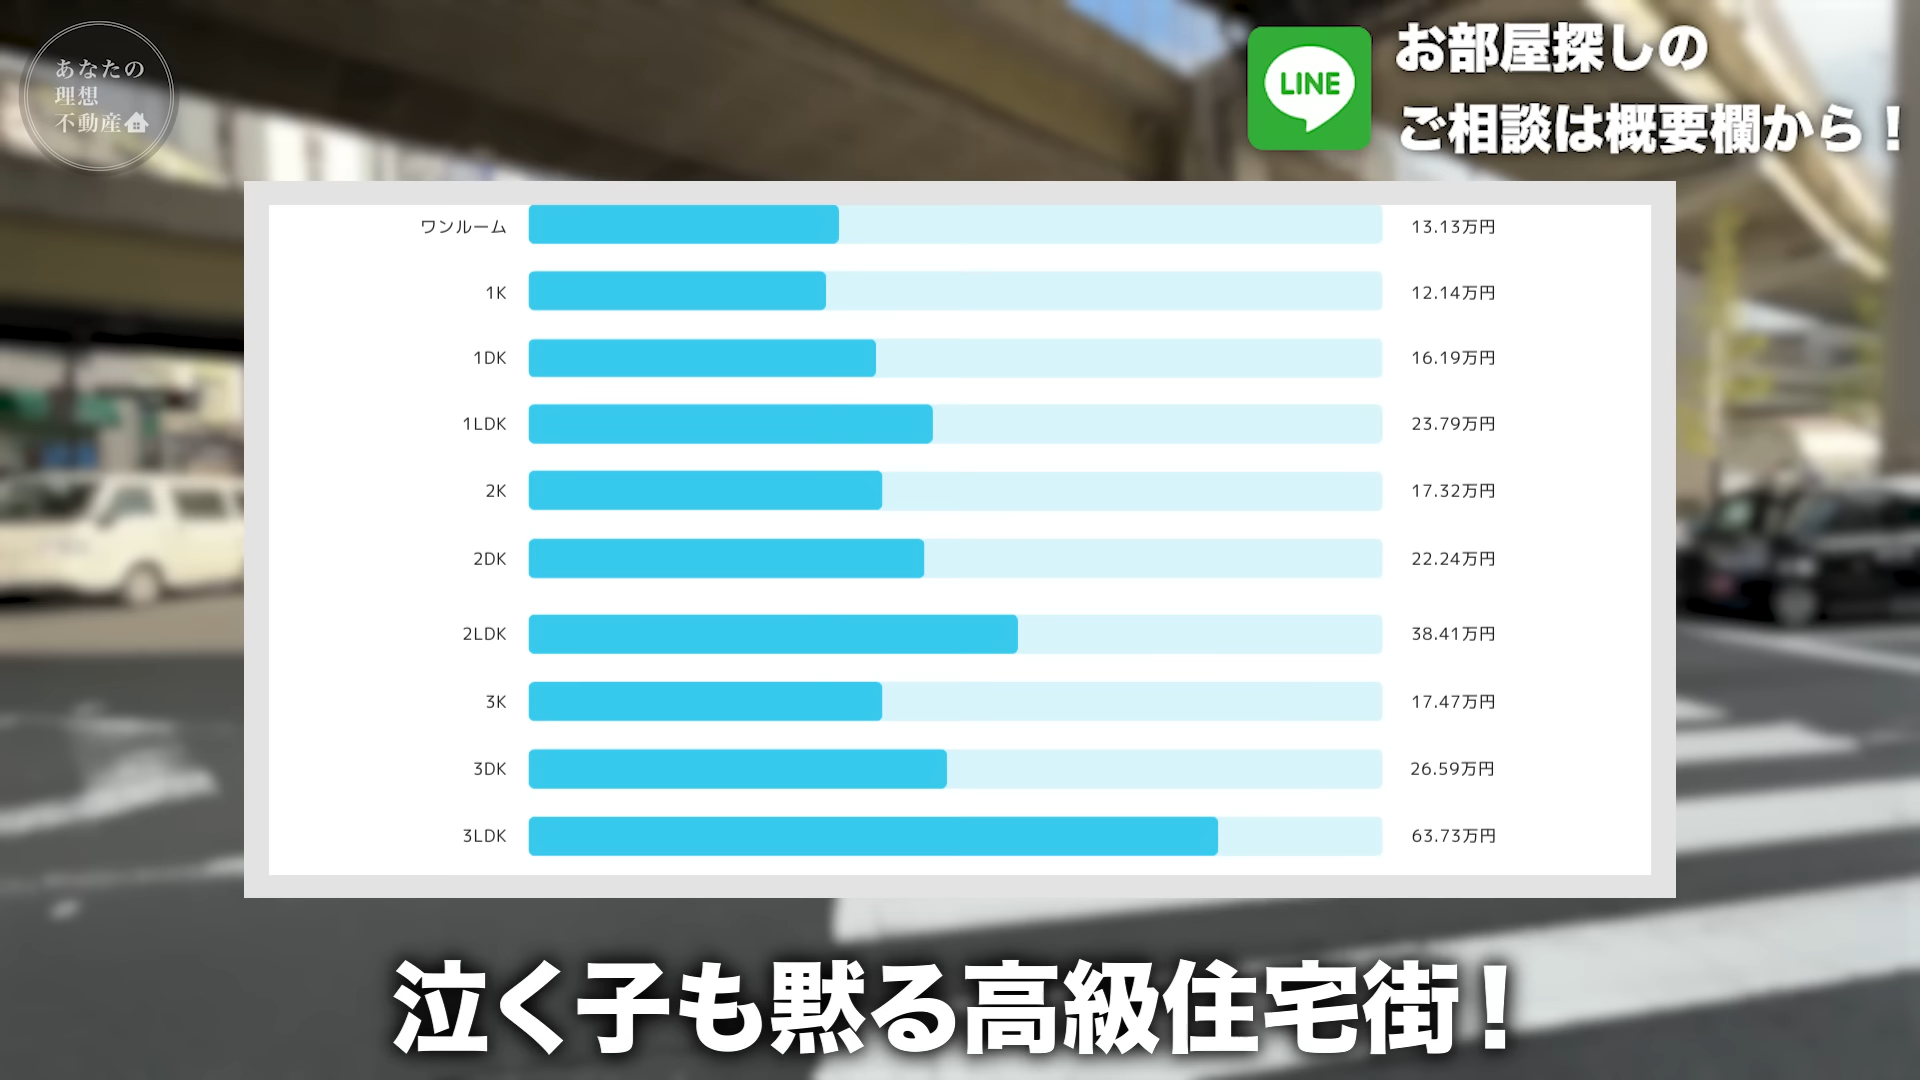 あなたの
理想
不動産
LINE
お部屋探しの
ご相談は概要欄から！
ワンルーム 13.13万円
1K 12.14万円
1DK 16.19万円
1LDK 23.79万円
2K 17.32万円
2DK 22.24万円
2LDK 38.41万円
3K 17.47万円
3DK 26.59万円
3LDK 63.73万円
泣く子も黙る高級住宅街！